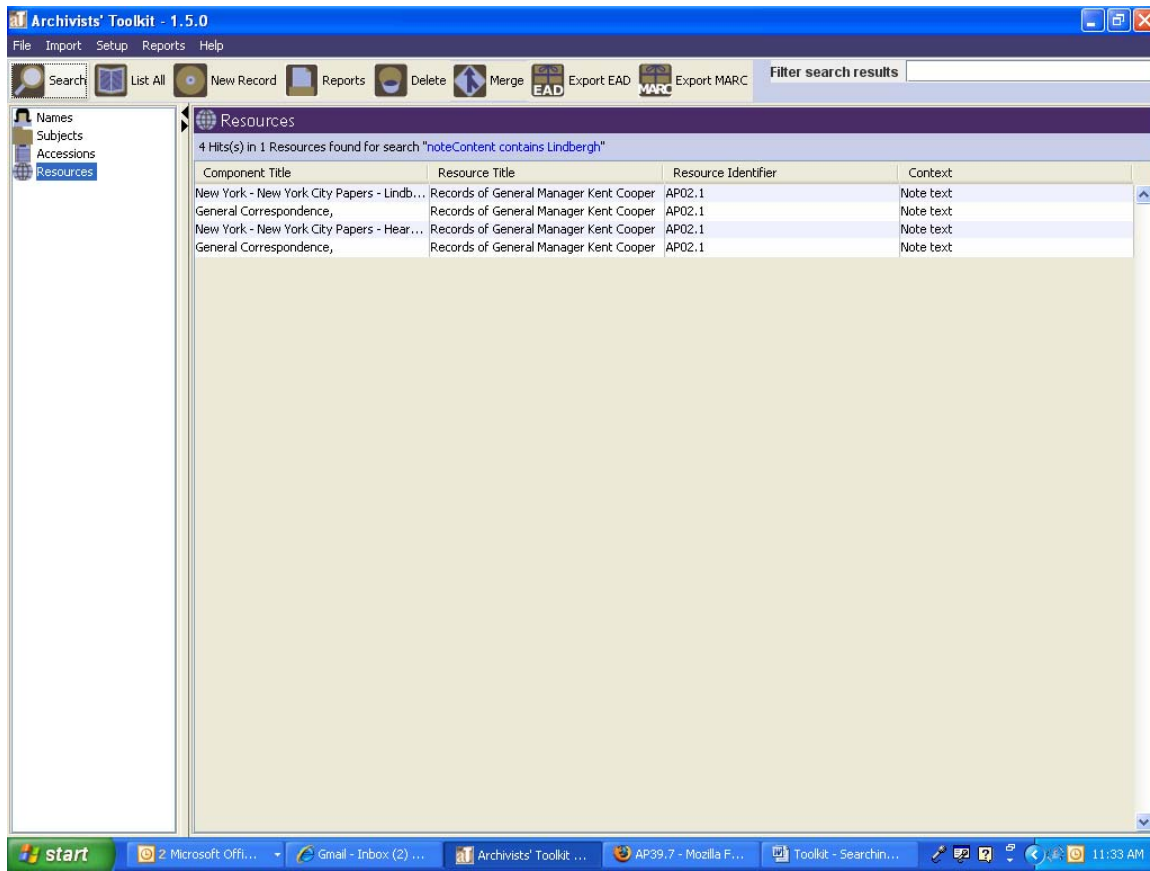 aT Archivists' Toolkit - 1.5.0
File Import Setup Reports Help
Search List All New Record Reports Delete Merge EAD Export EAD MARC Export MARC Filter search results
Names
Subjects
Accessions
Resources
Resources
4 Hits(s) in 1 Resources found for search "noteContent contains Lindbergh"
Component Title Resource Title Resource Identifier Context
New York - New York City Papers - Lindb... Records of General Manager Kent Cooper AP02.1 Note text
General Correspondence, Records of General Manager Kent Cooper AP02.1 Note text
New York - New York City Papers - Hear... Records of General Manager Kent Cooper AP02.1 Note text
General Correspondence, Records of General Manager Kent Cooper AP02.1 Note text
start 2 Microsoft Offi... Gmail - Inbox (2) ... aT Archivists' Toolkit ... AP39.7 - Mozilla F... Toolkit - Searchin... 11:33 AM